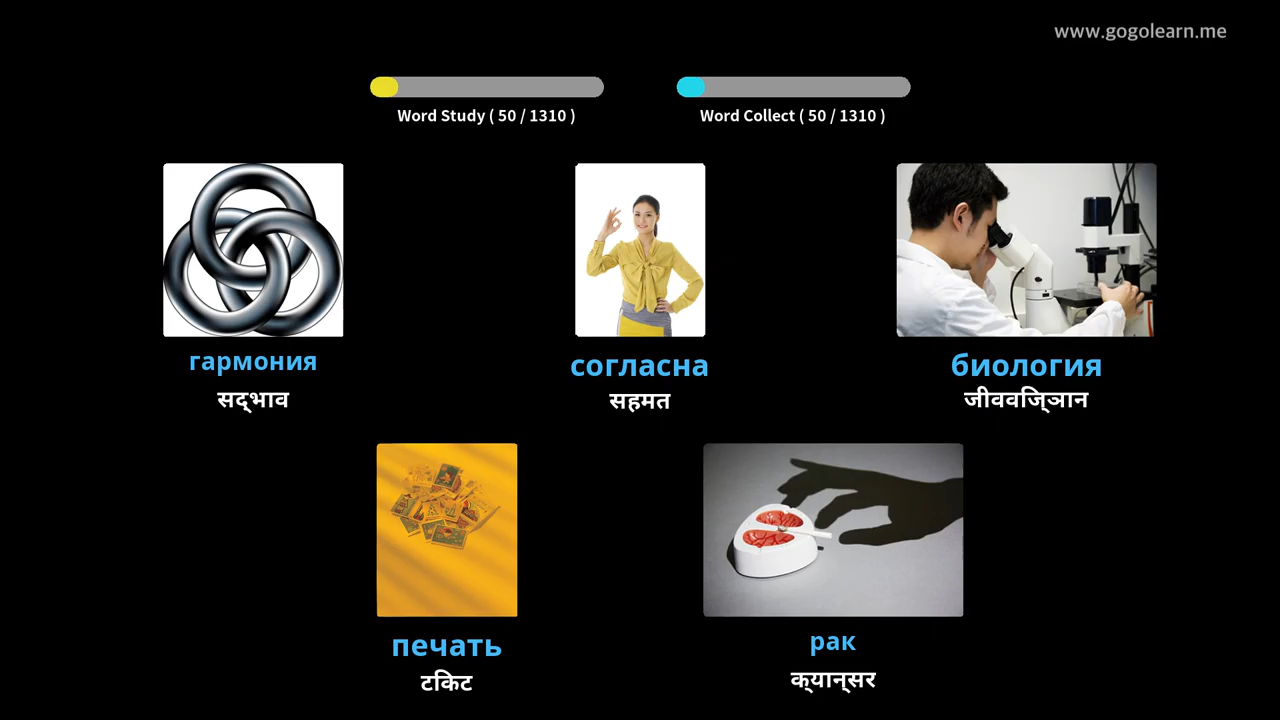 www.gogolearn.me
Word Study ( 50 / 1310 )
Word Collect ( 50 / 1310 )
гармония
सद्भाव
согласна
सहमत
биология
जीवविज्ञान
печать
टिकट
рак
क्यान्सर